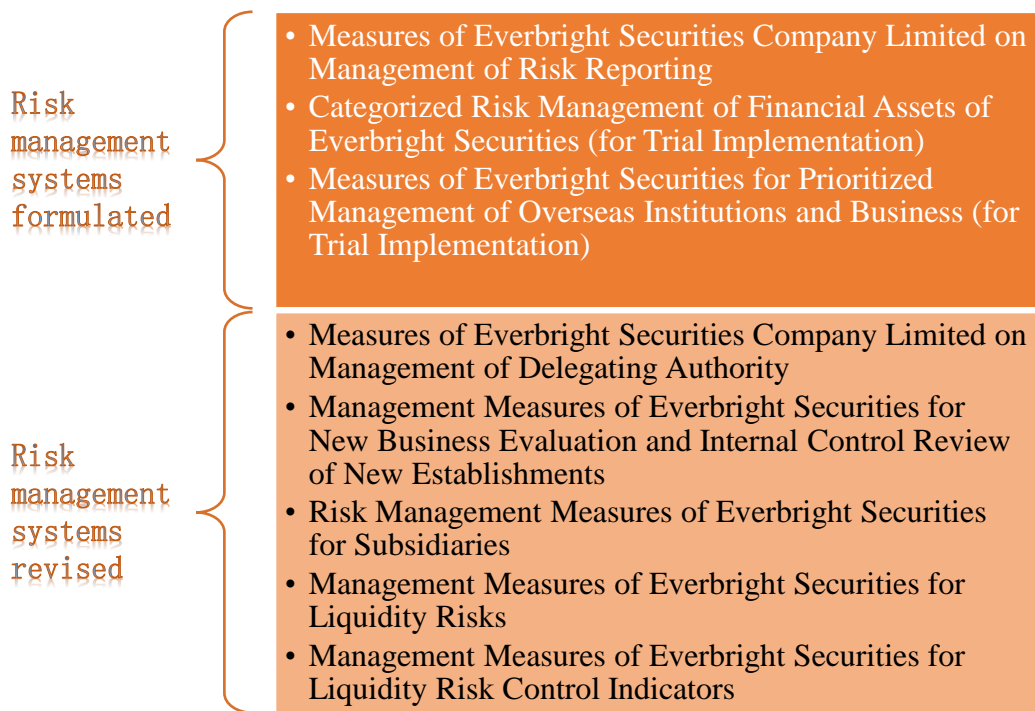 Risk
management
systems
formulated
• Measures of Everbright Securities Company Limited on
Management of Risk Reporting
• Categorized Risk Management of Financial Assets of
Everbright Securities (for Trial Implementation)
• Measures of Everbright Securities for Prioritized
Management of Overseas Institutions and Business (for
Trial Implementation)
Risk
management
systems
revised
• Measures of Everbright Securities Company Limited on
Management of Delegating Authority
• Management Measures of Everbright Securities for
New Business Evaluation and Internal Control Review
of New Establishments
• Risk Management Measures of Everbright Securities
for Subsidiaries
• Management Measures of Everbright Securities for
Liquidity Risks
• Management Measures of Everbright Securities for
Liquidity Risk Control Indicators